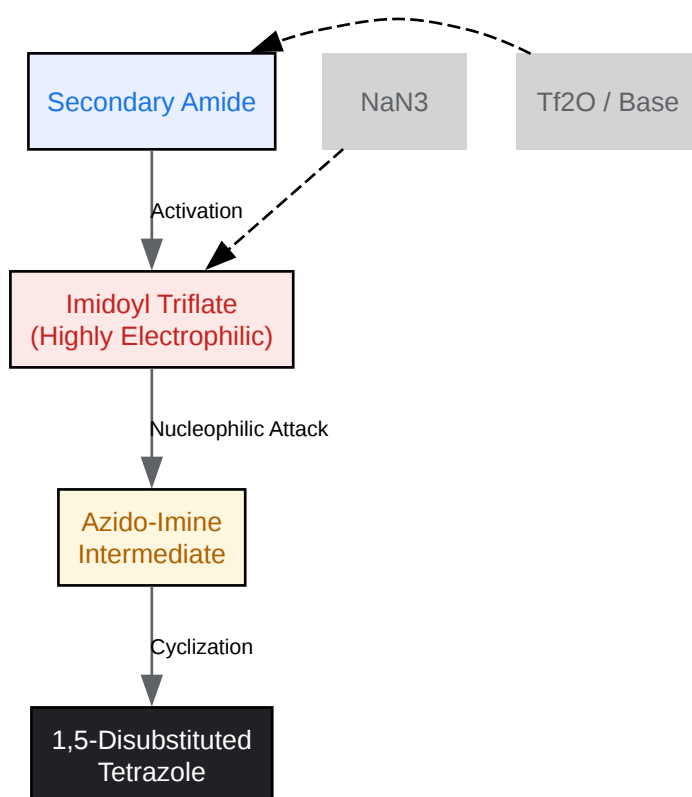 Secondary Amide
NaN3
Tf2O / Base
Activation
Imidoyl Triflate
(Highly Electrophilic)
Nucleophilic Attack
Azido-Imine
Intermediate
Cyclization
1,5-Disubstituted
Tetrazole